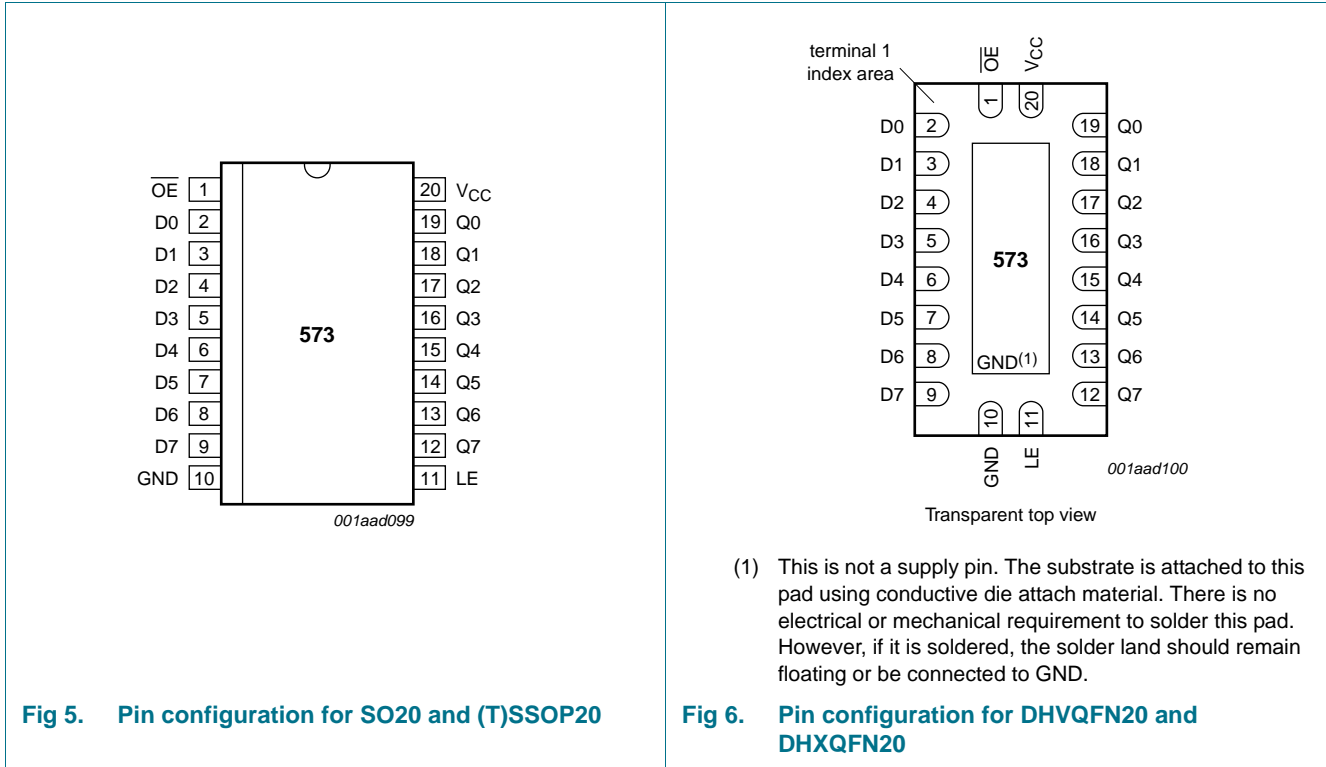 OE 1
D0 2
D1 3
D2 4
D3 5
D4 6
D5 7
D6 8
D7 9
GND 10
573
20 VCC
19 Q0
18 Q1
17 Q2
16 Q3
15 Q4
14 Q5
13 Q6
12 Q7
11 LE
001aad099
Fig 5. Pin configuration for SO20 and (T)SSOP20
terminal 1
index area
OE
VCC
1
20
D0 2
D1 3
D2 4
D3 5
D4 6
D5 7
D6 8
D7 9
573
GND(1)
19 Q0
18 Q1
17 Q2
16 Q3
15 Q4
14 Q5
13 Q6
12 Q7
10
11
GND
LE
001aad100
Transparent top view
(1) This is not a supply pin. The substrate is attached to this
pad using conductive die attach material. There is no
electrical or mechanical requirement to solder this pad.
However, if it is soldered, the solder land should remain
floating or be connected to GND.
Fig 6. Pin configuration for DHVQFN20 and
DHXQFN20